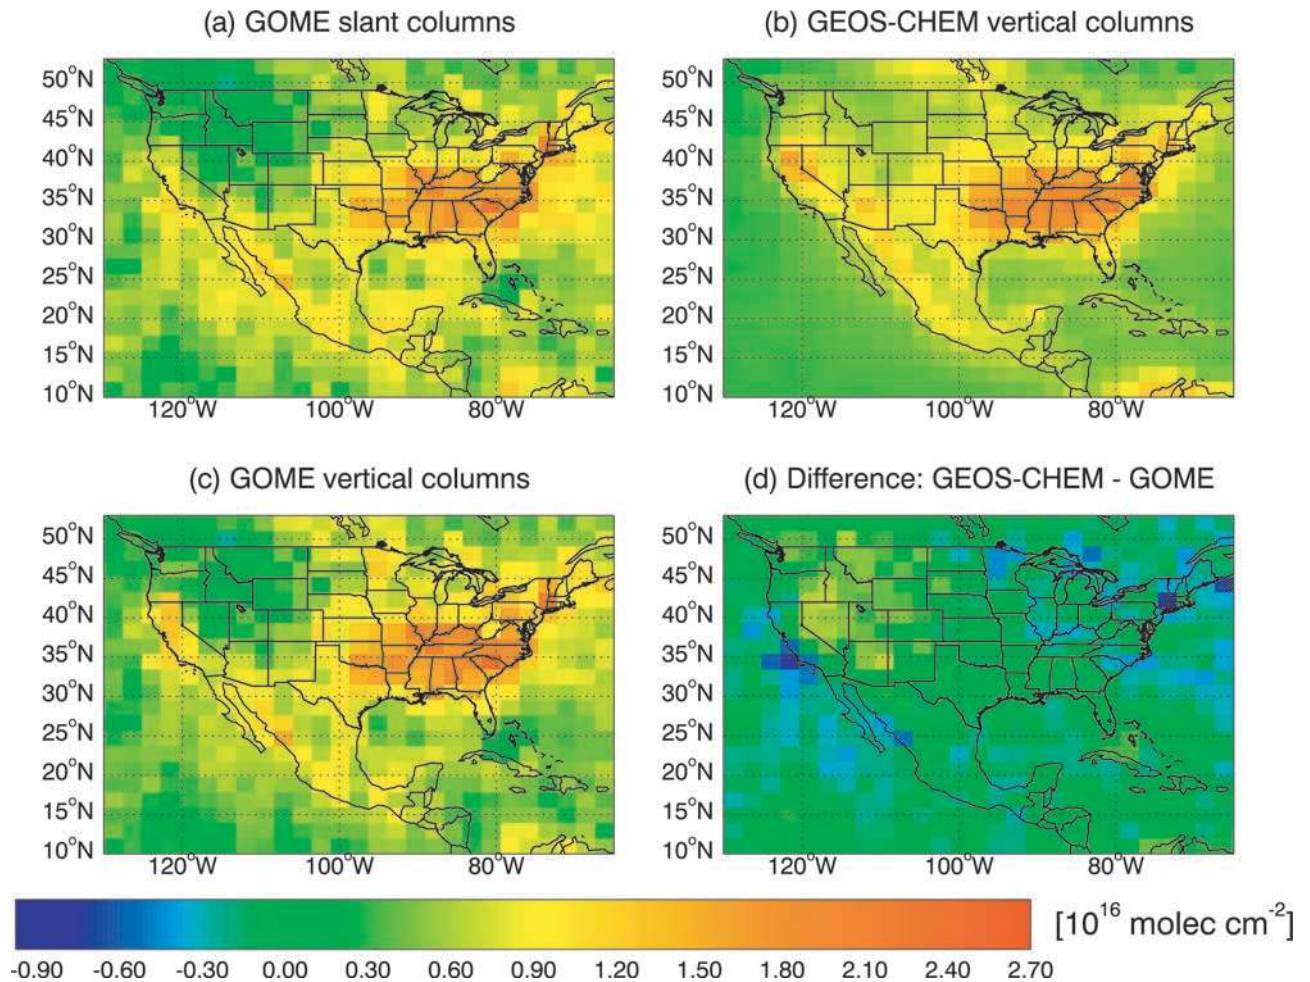 (a) GOME slant columns
(b) GEOS-CHEM vertical columns
50°N
45°N
40°N
35°N
30°N
25°N
20°N
15°N
10°N
120°W
100°W
80°W
50°N
45°N
40°N
35°N
30°N
25°N
20°N
15°N
10°N
120°W
100°W
80°W
(c) GOME vertical columns
(d) Difference: GEOS-CHEM - GOME
50°N
45°N
40°N
35°N
30°N
25°N
20°N
15°N
10°N
120°W
100°W
80°W
50°N
45°N
40°N
35°N
30°N
25°N
20°N
15°N
10°N
120°W
100°W
80°W
[10¹⁶ molec cm⁻²]
-0.90 -0.60 -0.30 0.00 0.30 0.60 0.90 1.20 1.50 1.80 2.10 2.40 2.70